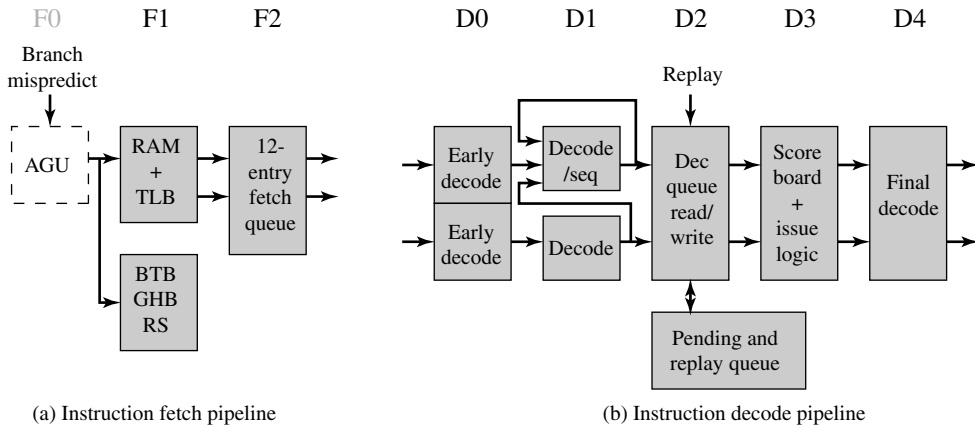 F0
F1
F2
Branch
mispredict
AGU
RAM
+
TLB
12-
entry
fetch
queue
BTB
GHB
RS
(a) Instruction fetch pipeline
D0
D1
D2
D3
D4
Replay
Early
decode
Early
decode
Decode
/seq
Decode
Dec
queue
read/
write
Score
board
+
issue
logic
Final
decode
Pending and
replay queue
(b) Instruction decode pipeline